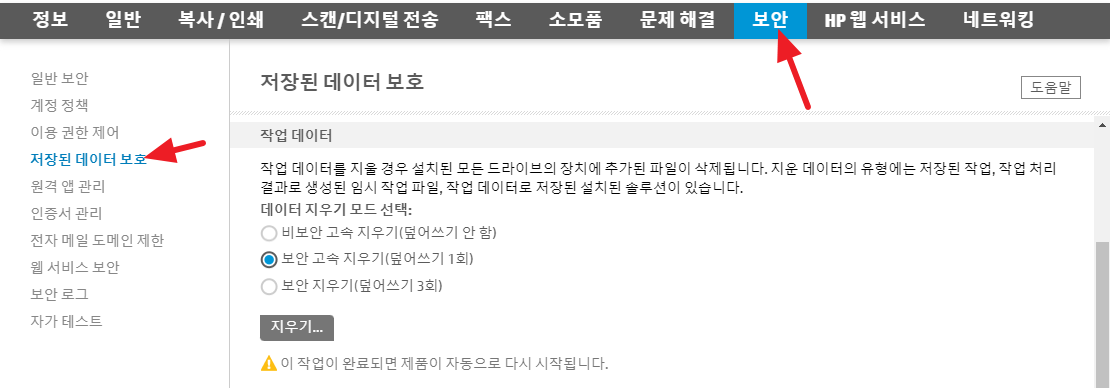 정보 일반 복사 / 인쇄 스캔/디지털 전송 팩스 소모품 문제 해결 보안 HP 웹 서비스 네트워킹
일반 보안
계정 정책
이용 권한 제어
저장된 데이터 보호
원격 앱 관리
인증서 관리
전자 메일 도메인 제한
웹 서비스 보안
보안 로그
자가 테스트
저장된 데이터 보호
도움말
작업 데이터
작업 데이터를 지울 경우 설치된 모든 드라이브의 장치에 추가된 파일이 삭제됩니다. 지운 데이터의 유형에는 저장된 작업, 작업 처리
결과로 생성된 임시 작업 파일, 작업 데이터로 저장된 설치된 솔루션이 있습니다.
데이터 지우기 모드 선택:
비보안 고속 지우기(덮어쓰기 안 함)
보안 고속 지우기(덮어쓰기 1회)
보안 지우기(덮어쓰기 3회)
지우기...
이 작업이 완료되면 제품이 자동으로 다시 시작됩니다.